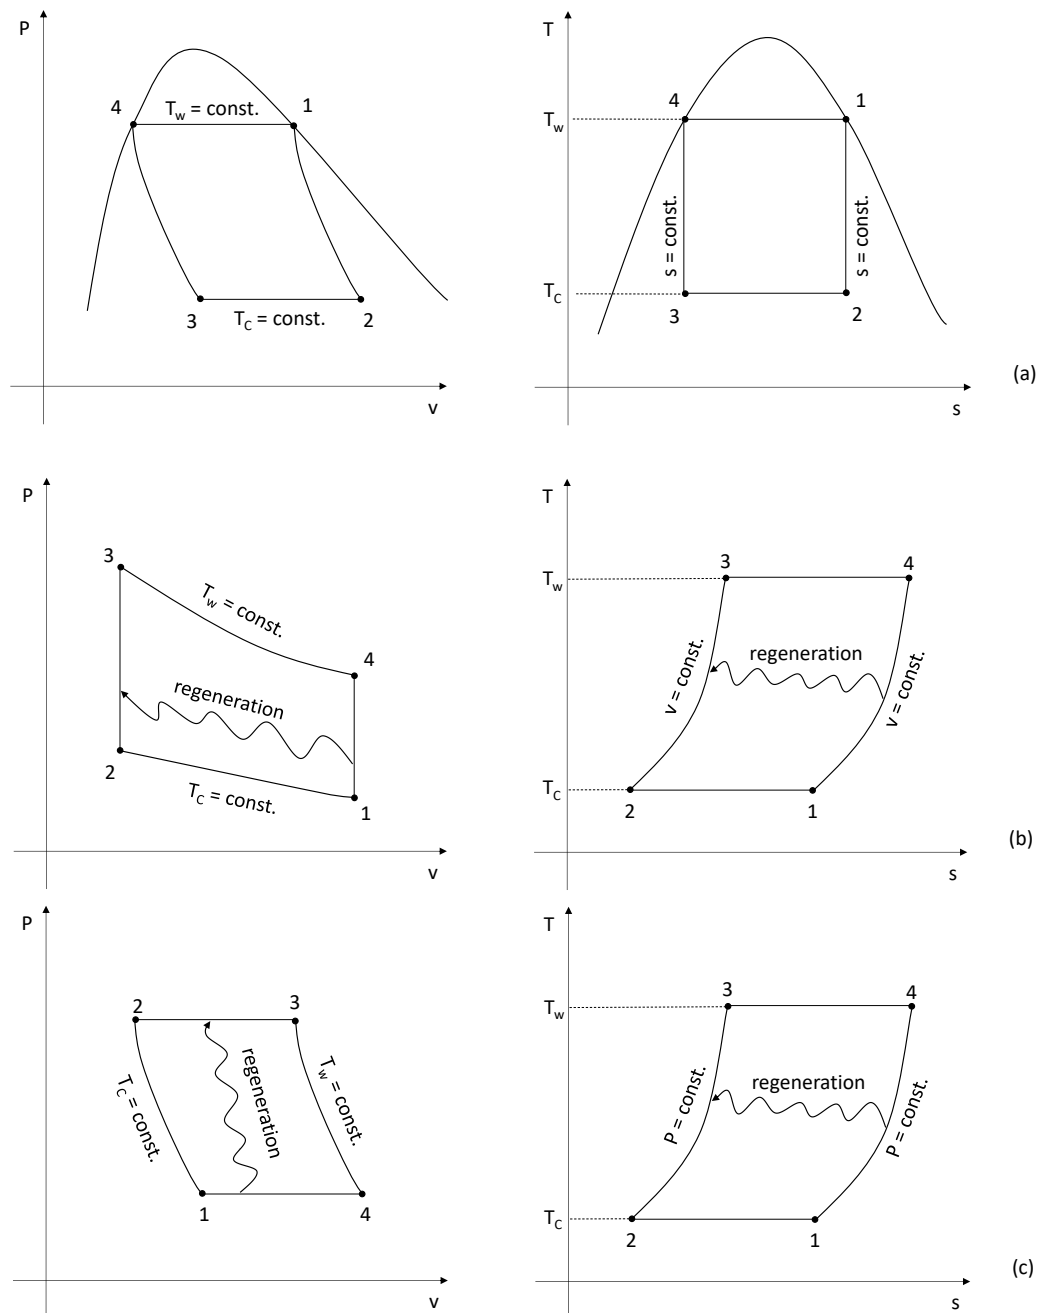 P
4
T_w = const.
1
3
T_C = const.
2
v
T
T_w
4
1
s = const.
s = const.
T_C
3
2
s
(a)
P
3
T_w = const.
4
regeneration
2
T_C = const.
1
v
T
T_w
3
4
v = const.
regeneration
v = const.
T_C
2
1
s
(b)
P
2
3
T_C = const.
regeneration
T_w = const.
1
4
v
T
T_w
3
4
P = const.
regeneration
P = const.
T_C
2
1
s
(c)